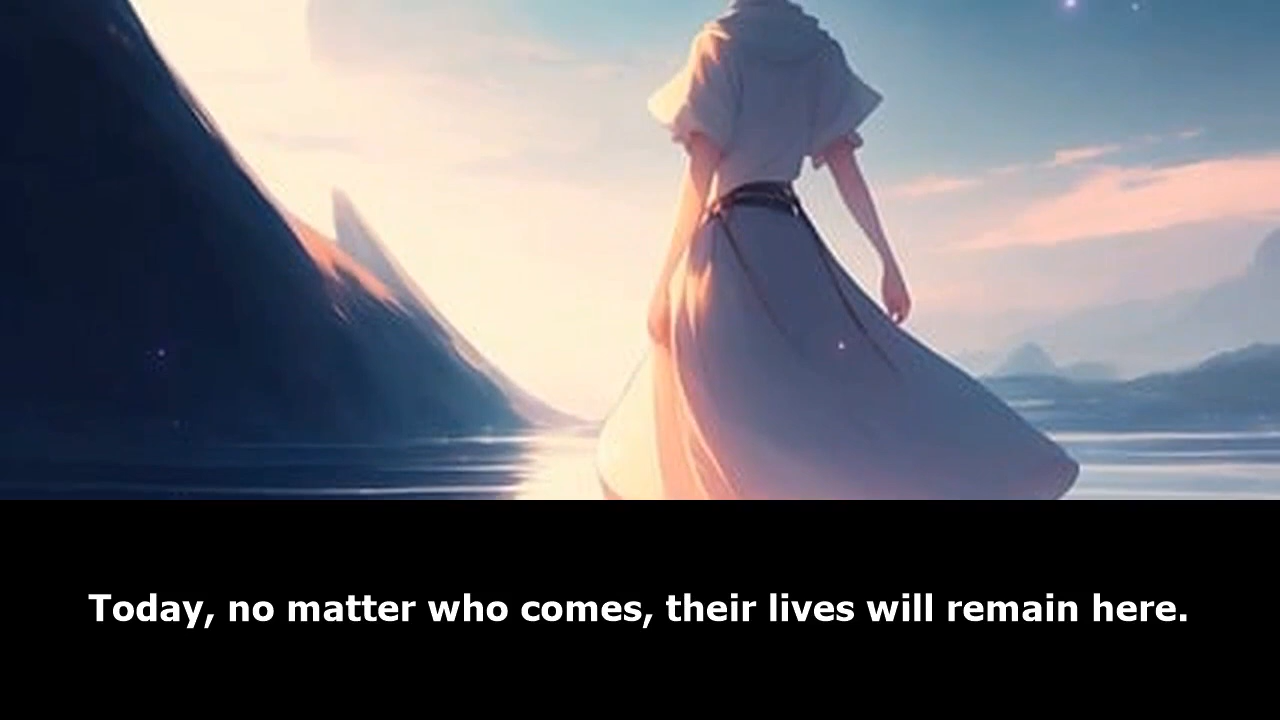 Today, no matter who comes, their lives will remain here.